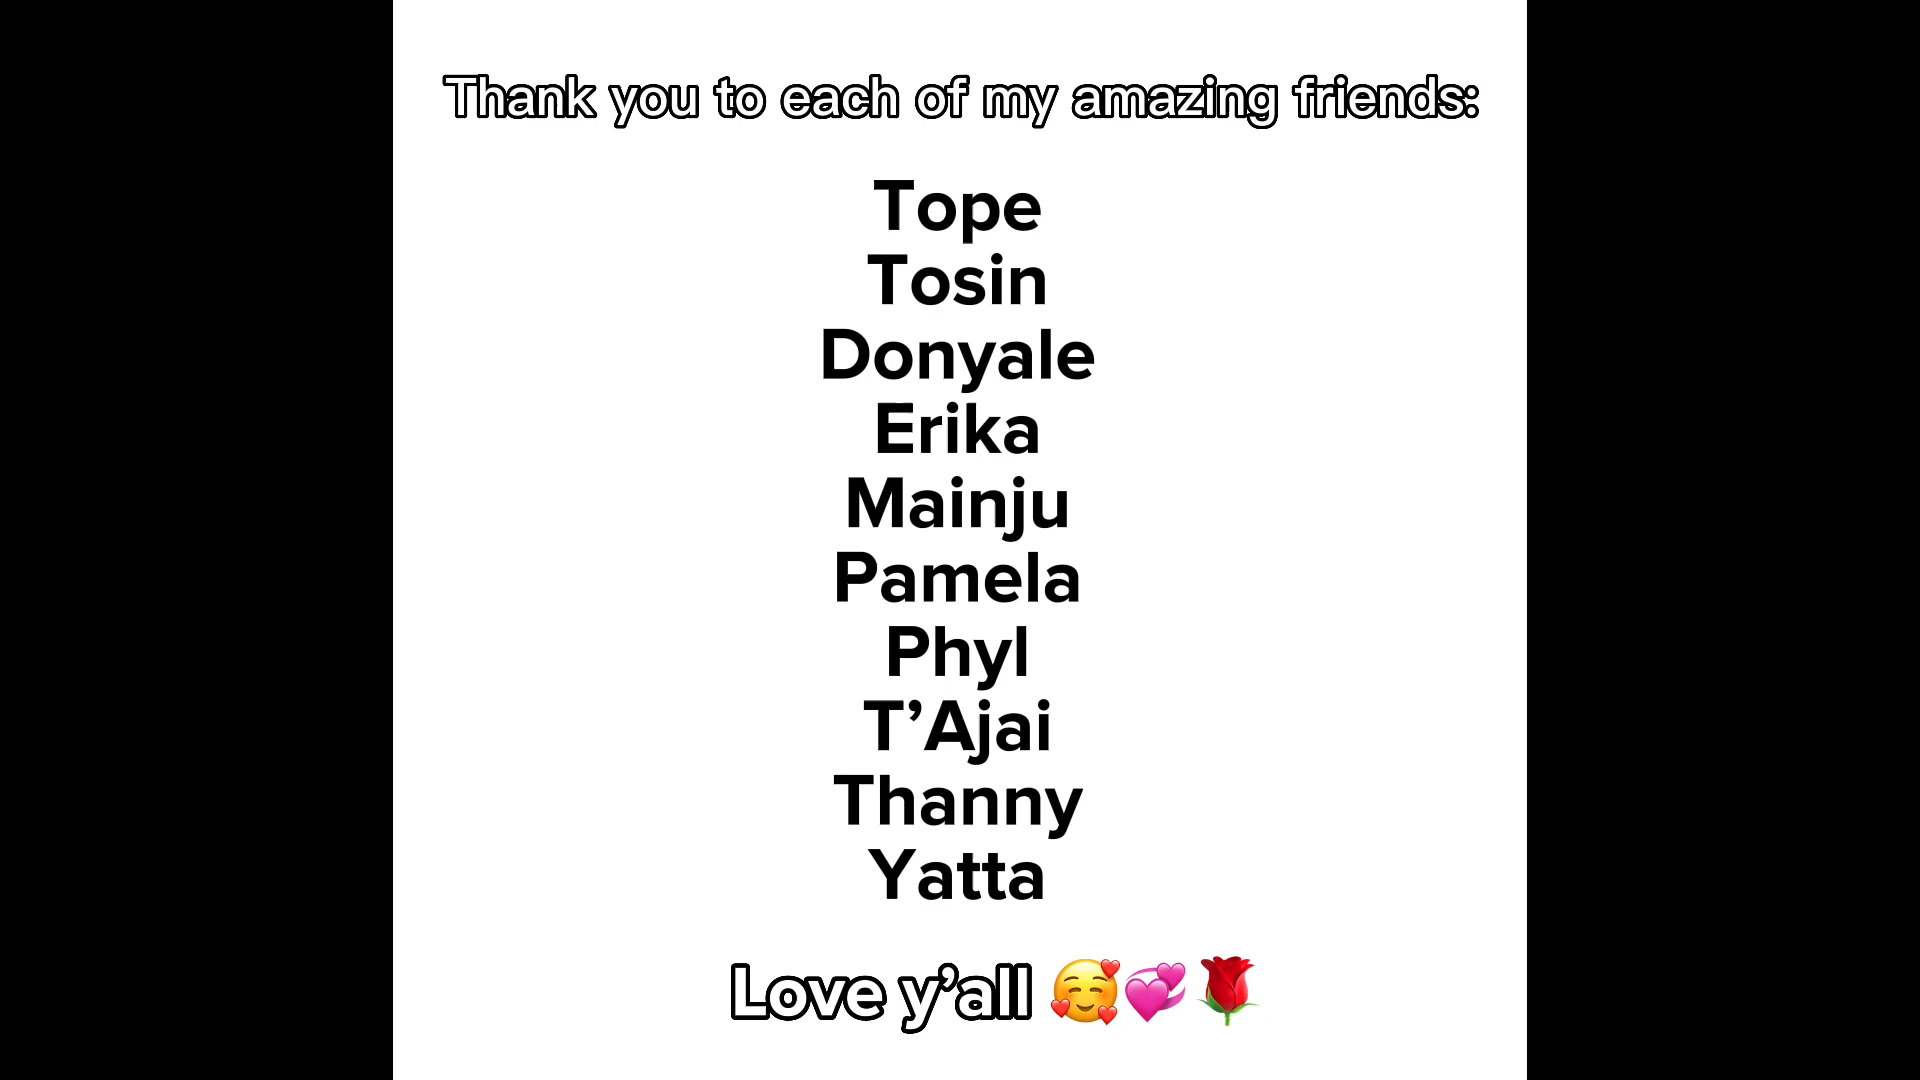 Thank you to each of my amazing friends:
Tope
Tosin
Donyale
Erika
Mainju
Pamela
Phyl
T’Ajai
Thanny
Yatta
Love y’all 🥰💞🌹